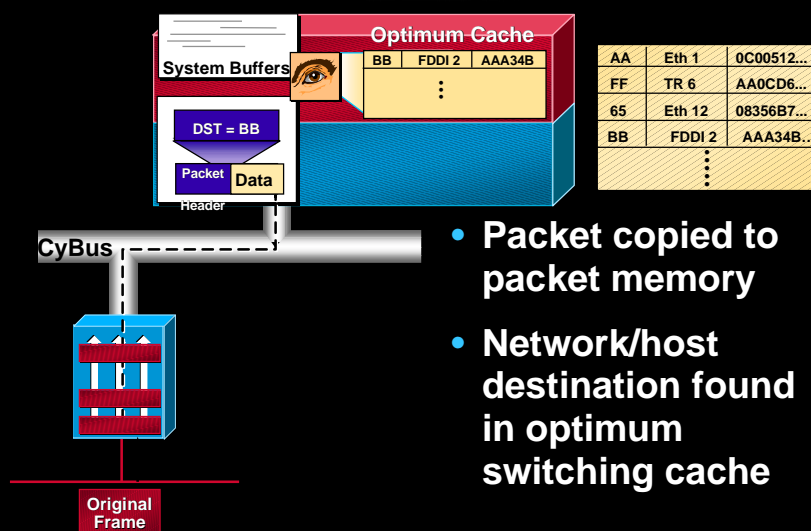 Optimum Cache
System Buffers
BB FDDI 2 AAA34B
AA Eth 1 0C00512...
FF TR 6 AA0CD6...
65 Eth 12 08356B7...
BB FDDI 2 AAA34B..
DST = BB
Packet Data
Header
CyBus
• Packet copied to
packet memory
• Network/host
destination found
in optimum
switching cache
Original
Frame